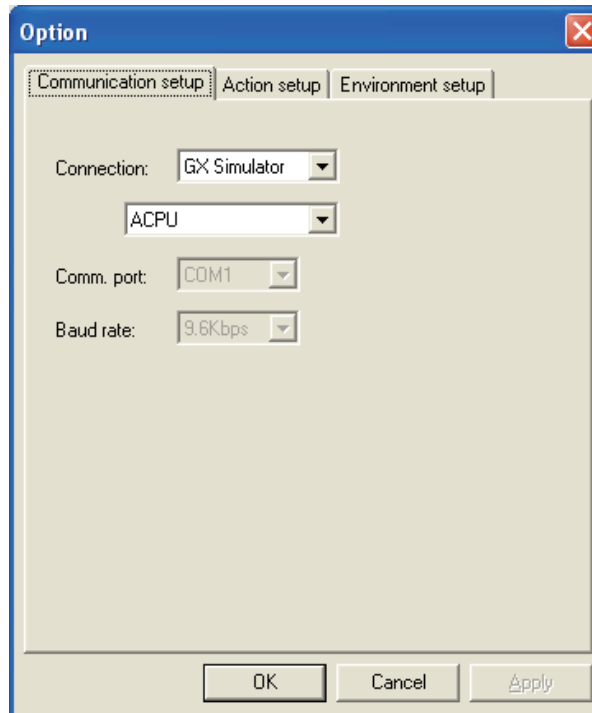 Option
Communication setup Action setup Environment setup
Connection: GX Simulator
ACPU
Comm. port: COM1
Baud rate: 9.6Kbps
OK Cancel Apply